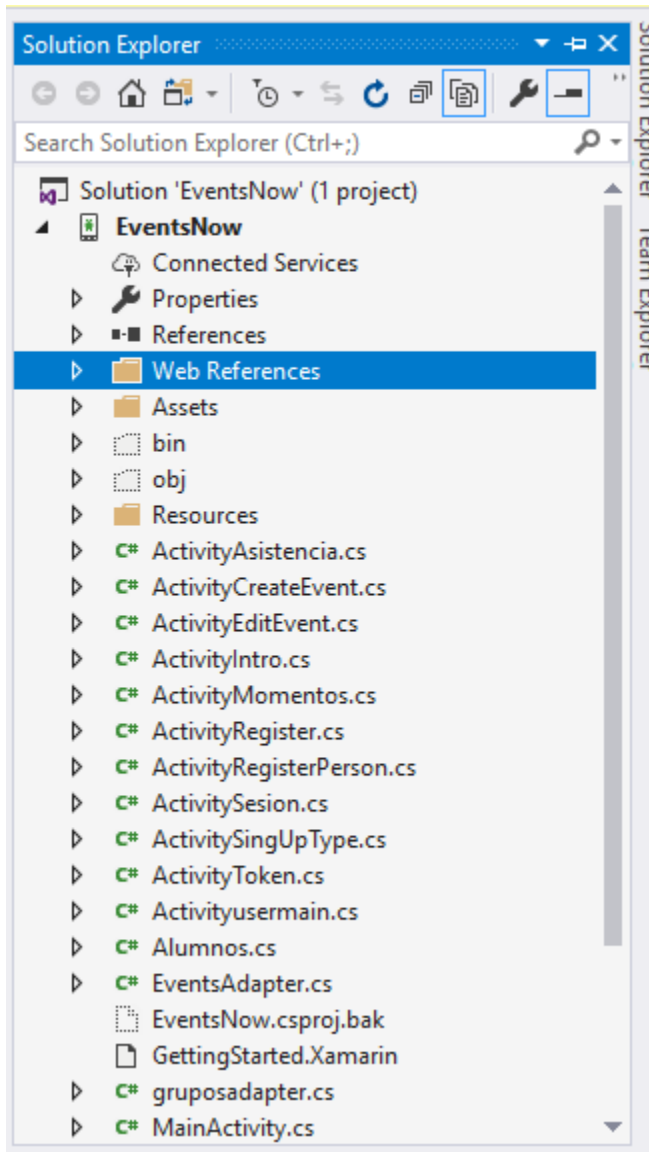 Solution Explorer
Search Solution Explorer (Ctrl+;)
Solution 'EventsNow' (1 project)
EventsNow
Connected Services
Properties
References
Web References
Assets
bin
obj
Resources
C# ActivityAsistencia.cs
C# ActivityCreateEvent.cs
C# ActivityEditEvent.cs
C# ActivityIntro.cs
C# ActivityMomentos.cs
C# ActivityRegister.cs
C# ActivityRegisterPerson.cs
C# ActivitySesion.cs
C# ActivitySingUpType.cs
C# ActivityToken.cs
C# Activityusermain.cs
C# Alumnos.cs
C# EventsAdapter.cs
EventsNow.csproj.bak
GettingStarted.Xamarin
C# gruposadapter.cs
C# MainActivity.cs
Solution Explorer
Team Explorer